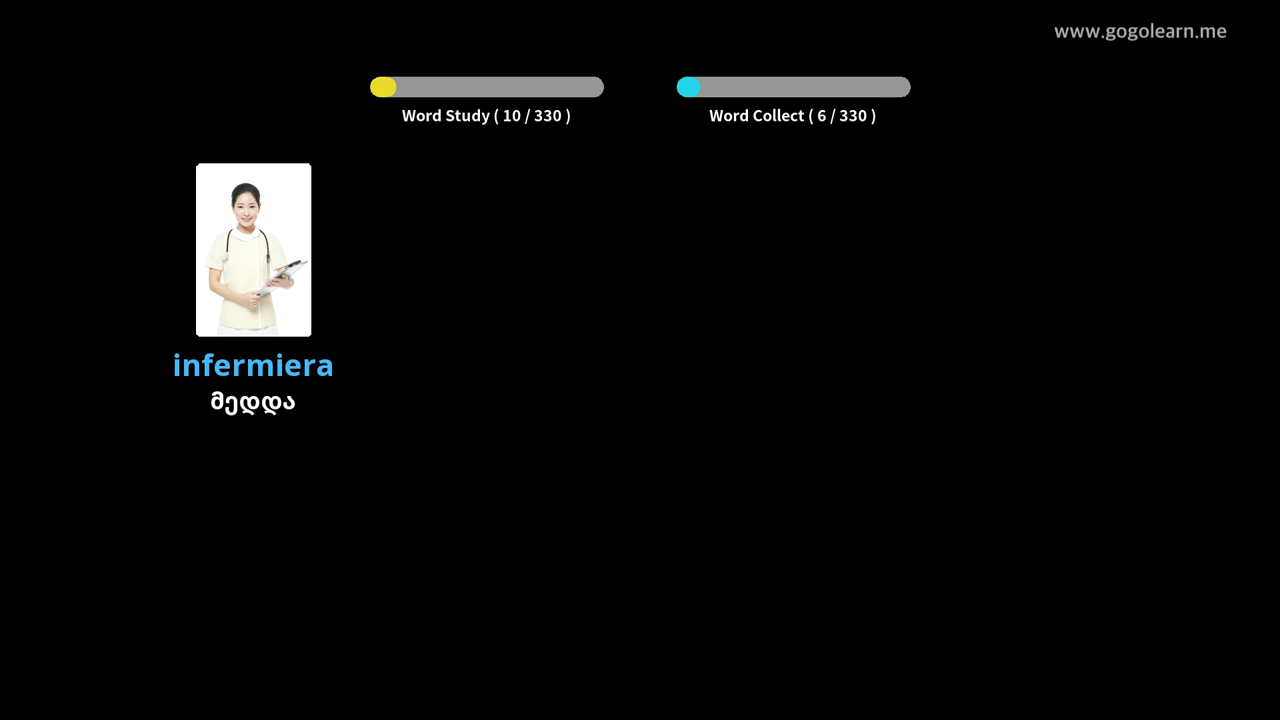 www.gogolearn.me
Word Study ( 10 / 330 )
Word Collect ( 6 / 330 )
infermiera
მედდა